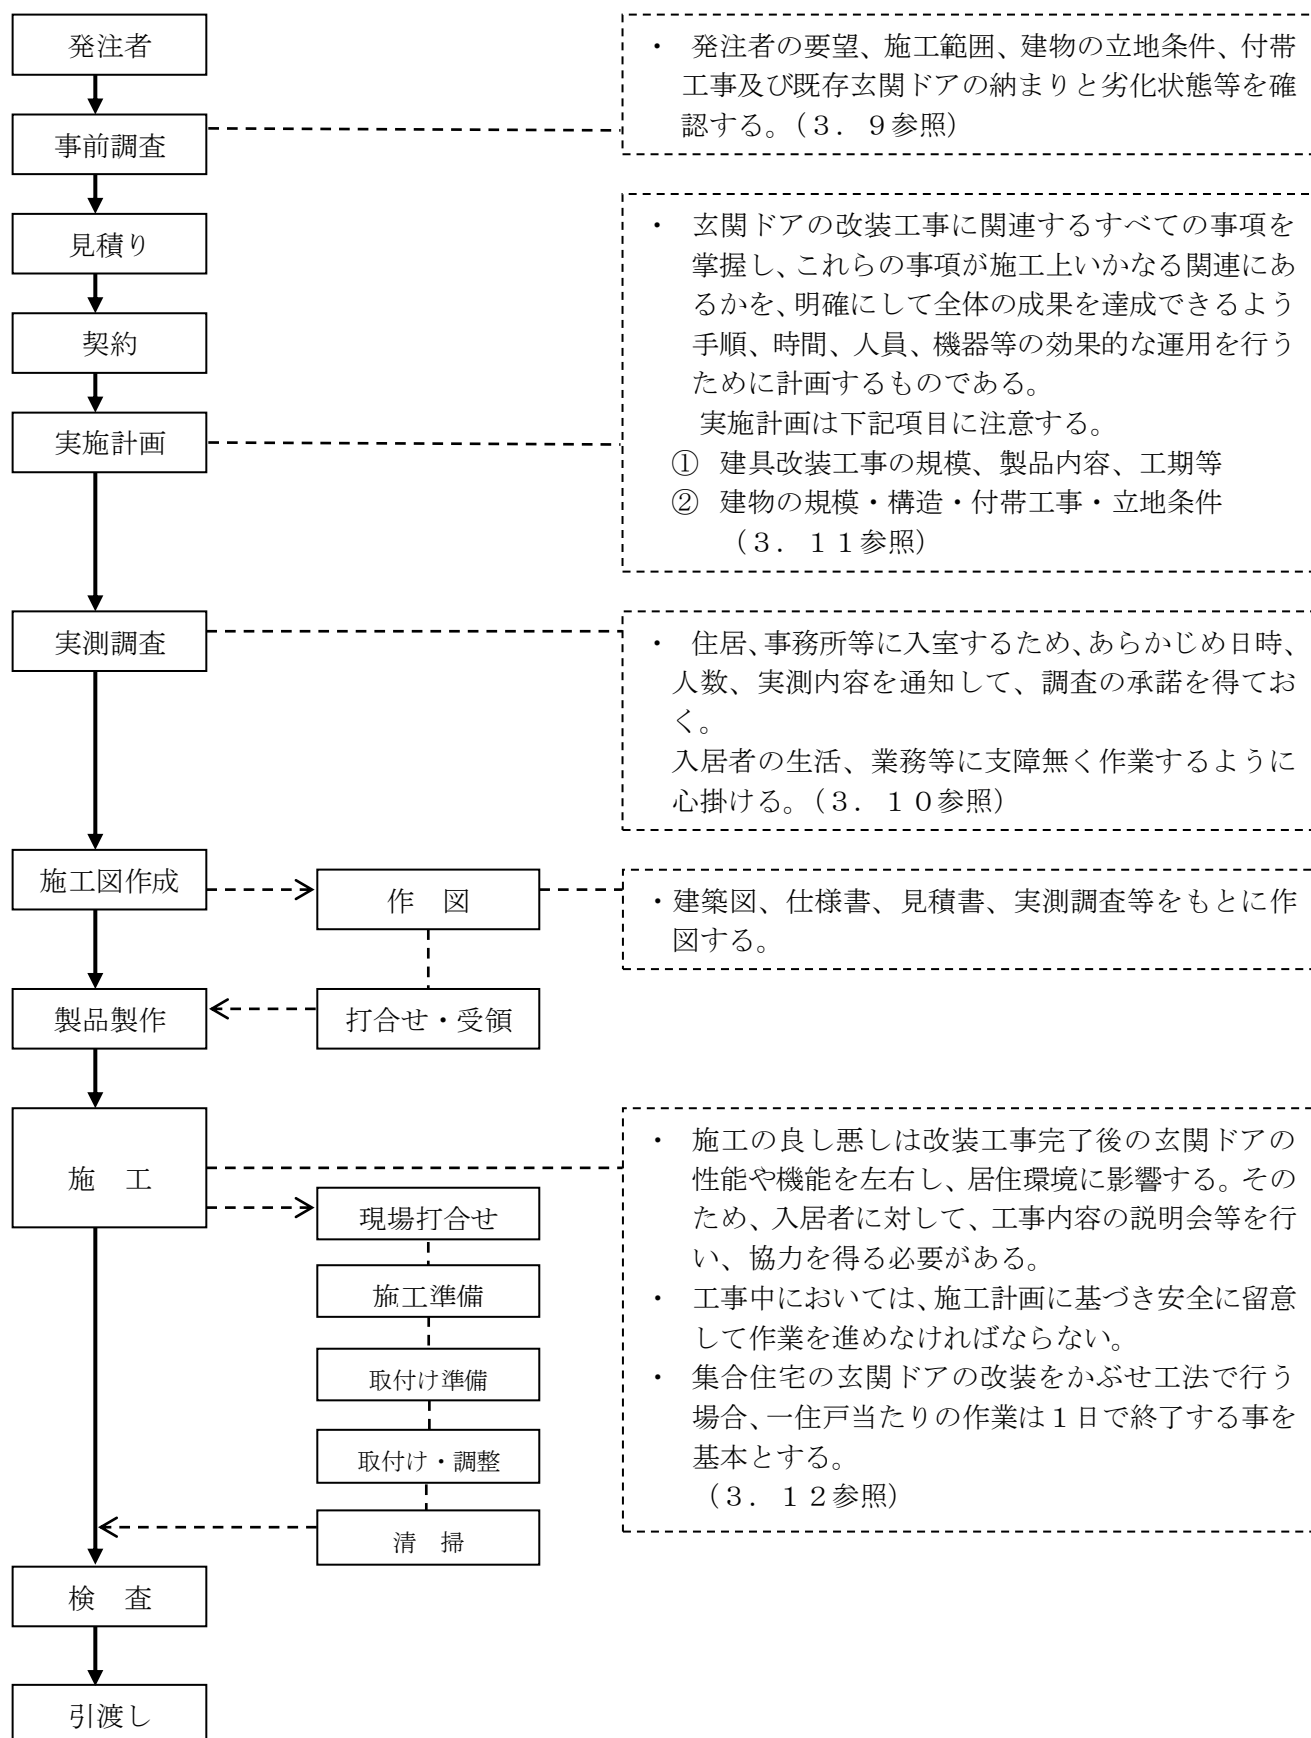 発注者
・ 発注者の要望、施工範囲、建物の立地条件、付帯
工事及び既存玄関ドアの納まりと劣化状態等を確
認する。（３．９参照）
事前調査
見積り
契約
実施計画
・ 玄関ドアの改装工事に関連するすべての事項を
掌握し、これらの事項が施工上いかなる関連にあ
るかを、明確にして全体の成果を達成できるよう
手順、時間、人員、機器等の効果的な運用を行う
ために計画するものである。
実施計画は下記項目に注意する。
① 建具改装工事の規模、製品内容、工期等
② 建物の規模・構造・付帯工事・立地条件
（３．１１参照）
実測調査
・ 住居、事務所等に入室するため、あらかじめ日時、
人数、実測内容を通知して、調査の承諾を得てお
く。
入居者の生活、業務等に支障無く作業するように
心掛ける。（３．１０参照）
施工図作成
作 図
・建築図、仕様書、見積書、実測調査等をもとに作
図する。
製品製作
打合せ・受領
施 工
・ 施工の良し悪しは改装工事完了後の玄関ドアの
性能や機能を左右し、居住環境に影響する。その
ため、入居者に対して、工事内容の説明会等を行
い、協力を得る必要がある。
・ 工事中においては、施工計画に基づき安全に留意
して作業を進めなければならない。
・ 集合住宅の玄関ドアの改装をかぶせ工法で行う
場合、一住戸当たりの作業は１日で終了する事を
基本とする。
（３．１２参照）
現場打合せ
施工準備
取付け準備
取付け・調整
清 掃
検 査
引渡し